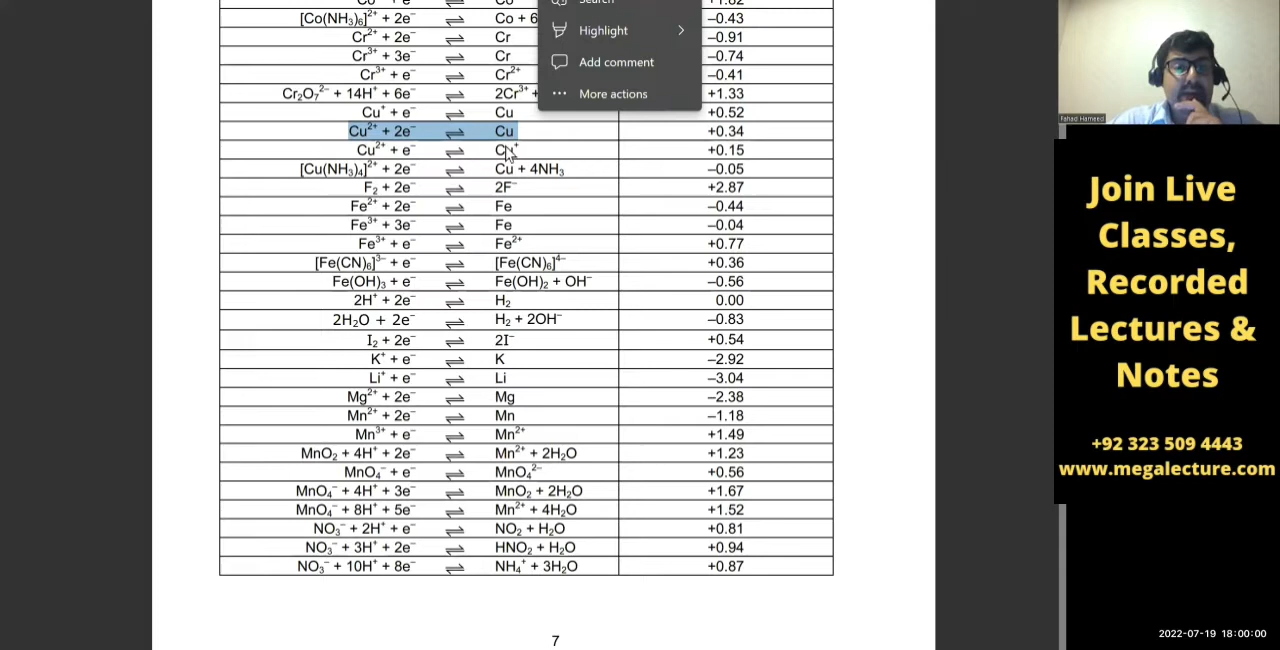 Co + e⁻ ⇌ Co +1.82
[Co(NH₃)₆]²⁺ + 2e⁻ ⇌ Co + 6 –0.43
Cr²⁺ + 2e⁻ ⇌ Cr –0.91
Cr³⁺ + 3e⁻ ⇌ Cr –0.74
Cr³⁺ + e⁻ ⇌ Cr²⁺ –0.41
Cr₂O₇²⁻ + 14H⁺ + 6e⁻ ⇌ 2Cr³⁺ + +1.33
Cu⁺ + e⁻ ⇌ Cu +0.52
Cu²⁺ + 2e⁻ ⇌ Cu +0.34
Cu²⁺ + e⁻ ⇌ Cu⁺ +0.15
[Cu(NH₃)₄]²⁺ + 2e⁻ ⇌ Cu + 4NH₃ –0.05
F₂ + 2e⁻ ⇌ 2F⁻ +2.87
Fe²⁺ + 2e⁻ ⇌ Fe –0.44
Fe³⁺ + 3e⁻ ⇌ Fe –0.04
Fe³⁺ + e⁻ ⇌ Fe²⁺ +0.77
[Fe(CN)₆]³⁻ + e⁻ ⇌ [Fe(CN)₆]⁴⁻ +0.36
Fe(OH)₃ + e⁻ ⇌ Fe(OH)₂ + OH⁻ –0.56
2H⁺ + 2e⁻ ⇌ H₂ 0.00
2H₂O + 2e⁻ ⇌ H₂ + 2OH⁻ –0.83
I₂ + 2e⁻ ⇌ 2I⁻ +0.54
K⁺ + e⁻ ⇌ K –2.92
Li⁺ + e⁻ ⇌ Li –3.04
Mg²⁺ + 2e⁻ ⇌ Mg –2.38
Mn²⁺ + 2e⁻ ⇌ Mn –1.18
Mn³⁺ + e⁻ ⇌ Mn²⁺ +1.49
MnO₂ + 4H⁺ + 2e⁻ ⇌ Mn²⁺ + 2H₂O +1.23
MnO₄⁻ + e⁻ ⇌ MnO₄²⁻ +0.56
MnO₄⁻ + 4H⁺ + 3e⁻ ⇌ MnO₂ + 2H₂O +1.67
MnO₄⁻ + 8H⁺ + 5e⁻ ⇌ Mn²⁺ + 4H₂O +1.52
NO₃⁻ + 2H⁺ + e⁻ ⇌ NO₂ + H₂O +0.81
NO₃⁻ + 3H⁺ + 2e⁻ ⇌ HNO₂ + H₂O +0.94
NO₃⁻ + 10H⁺ + 8e⁻ ⇌ NH₄⁺ + 3H₂O +0.87
7
Search
Highlight
Add comment
More actions
Fahad Hameed
Join Live
Classes,
Recorded
Lectures &
Notes
+92 323 509 4443
www.megalecture.com
2022-07-19 18:00:00